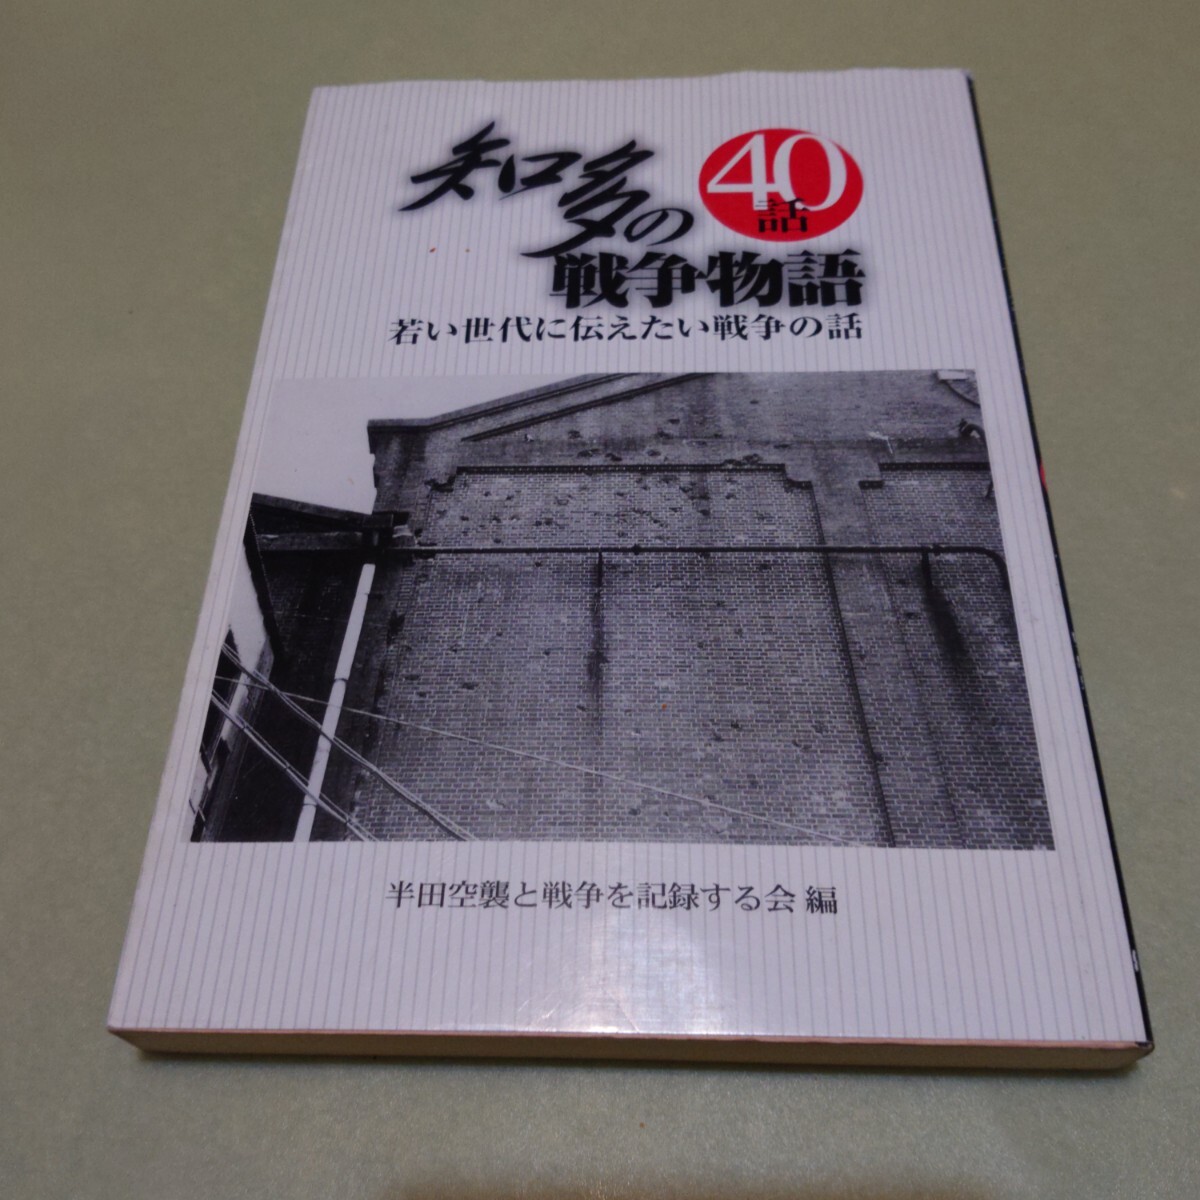 知多の
40
話
戦争物語
若い世代に伝えたい戦争の話
半田空襲と戦争を記録する会 編